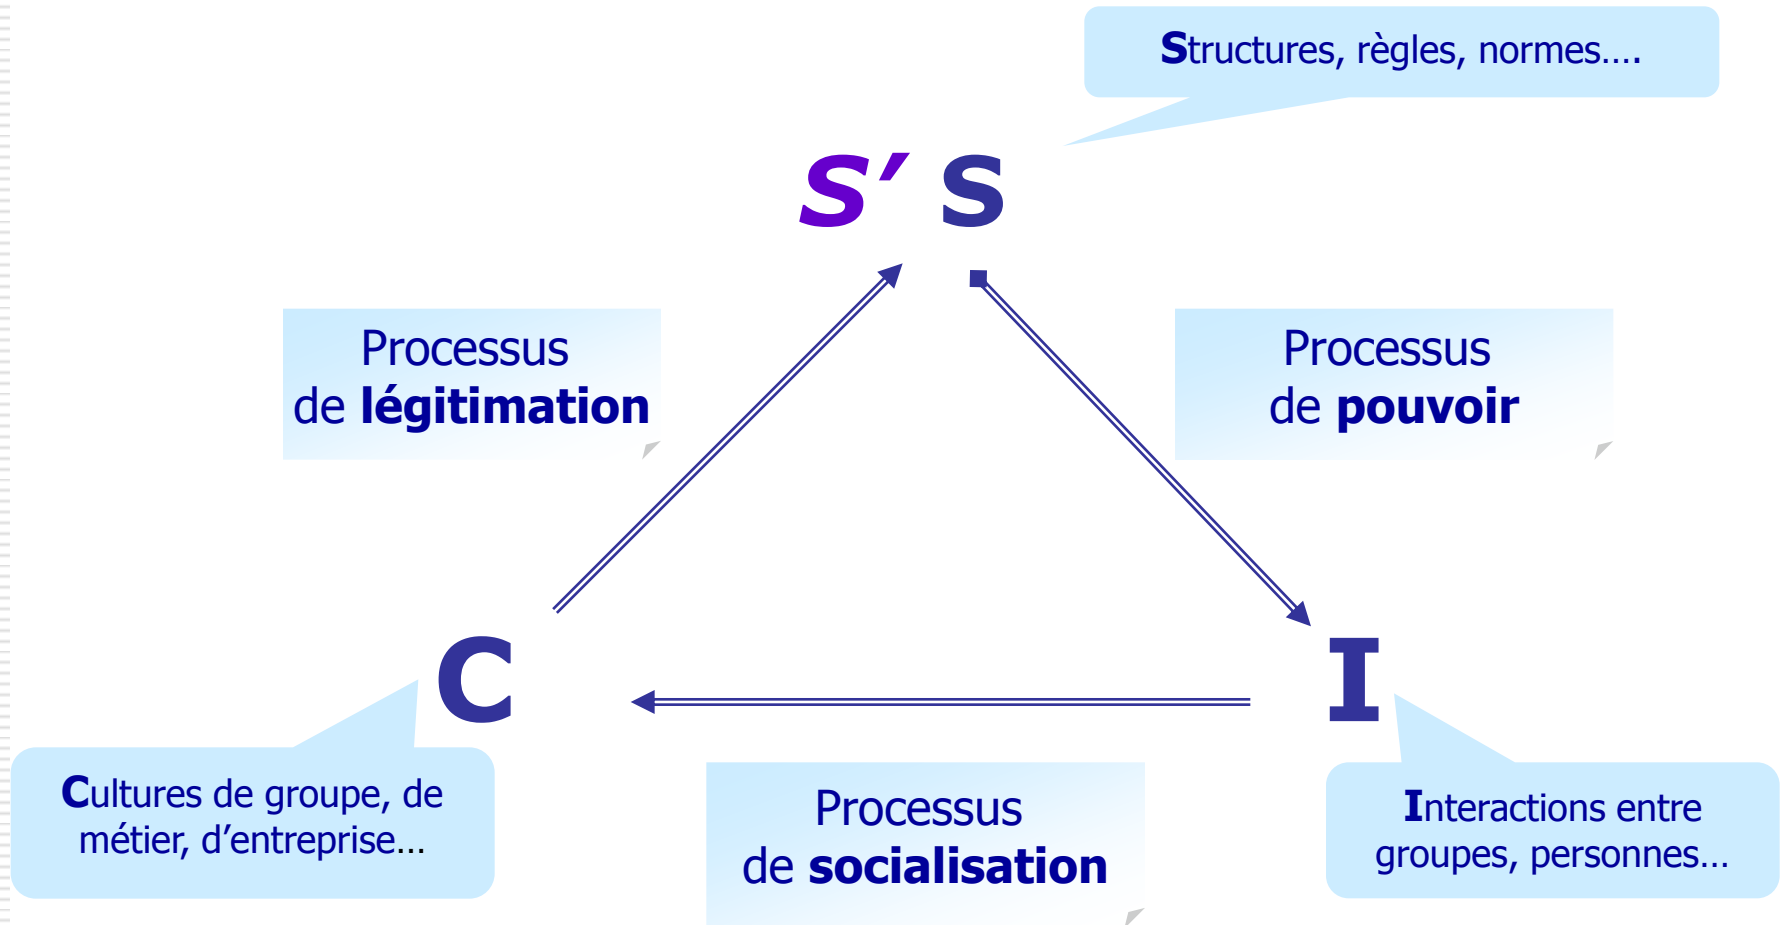 Structures, règles, normes….
S’ S
Processus
de légitimation
Processus
de pouvoir
C
I
Cultures de groupe, de
métier, d’entreprise…
Processus
de socialisation
Interactions entre
groupes, personnes…